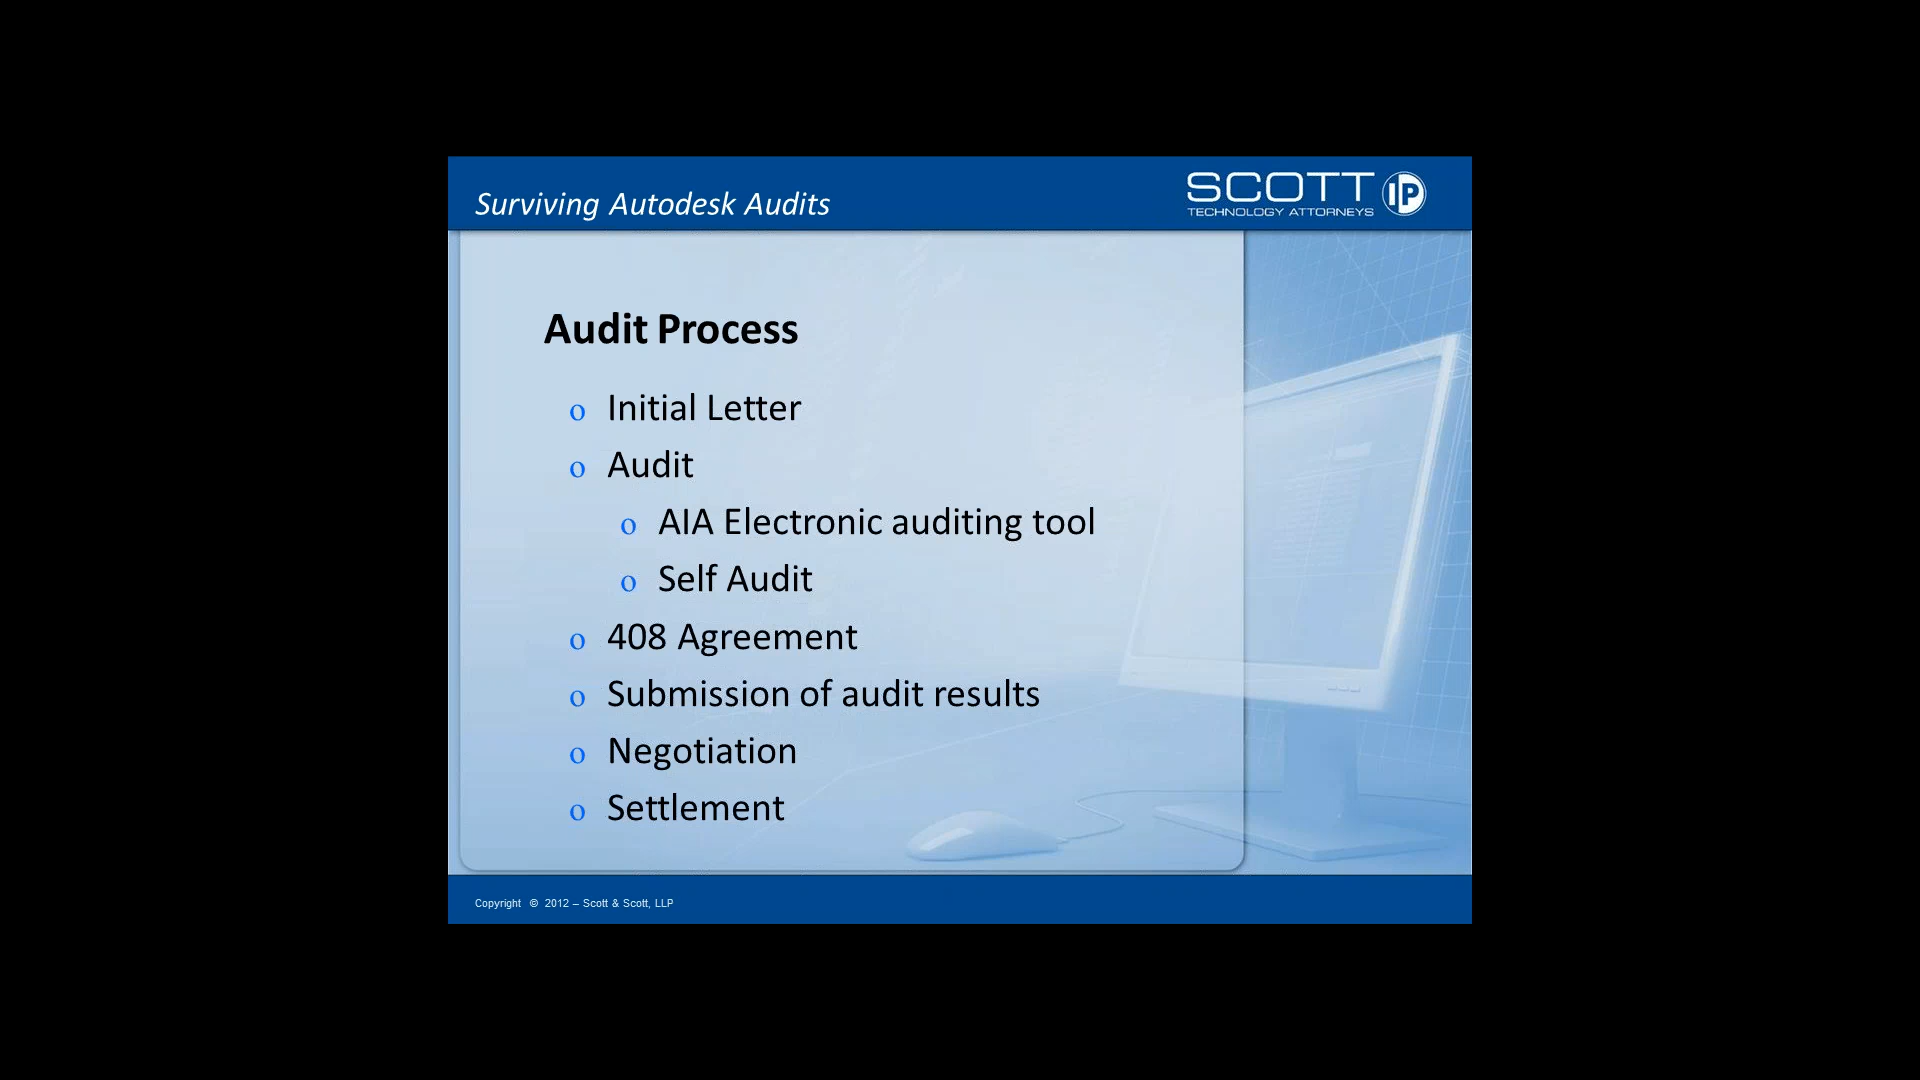 Surviving Autodesk Audits
SCOTT
TECHNOLOGY ATTORNEYS
IP
Audit Process
o Initial Letter
o Audit
o AIA Electronic auditing tool
o Self Audit
o 408 Agreement
o Submission of audit results
o Negotiation
o Settlement
Copyright © 2012 – Scott & Scott, LLP